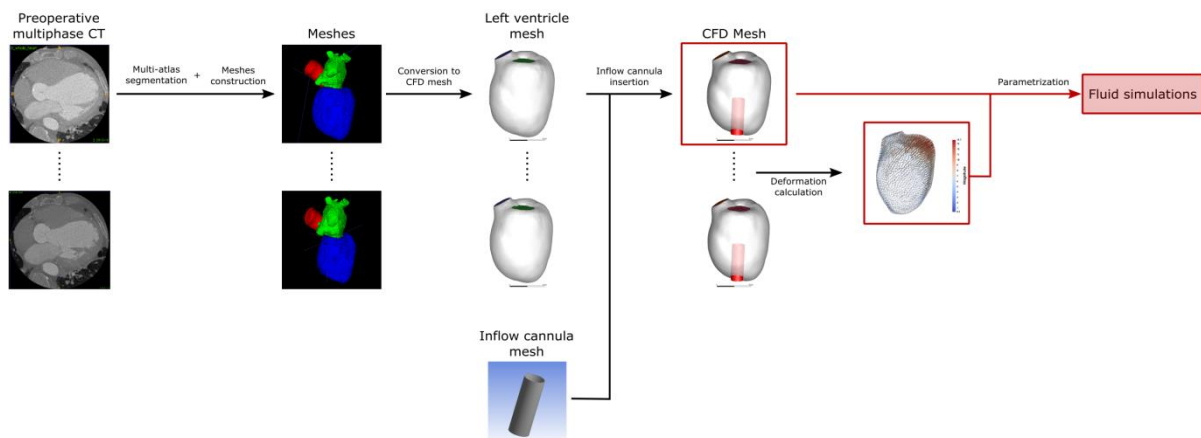 Preoperative
multiphase CT
Multi-atlas
segmentation
+
Meshes
construction
Meshes
Conversion to
CFD mesh
Left ventricle
mesh
Inflow cannula
insertion
CFD Mesh
Deformation
calculation
Parametrization
Fluid simulations
Inflow cannula
mesh